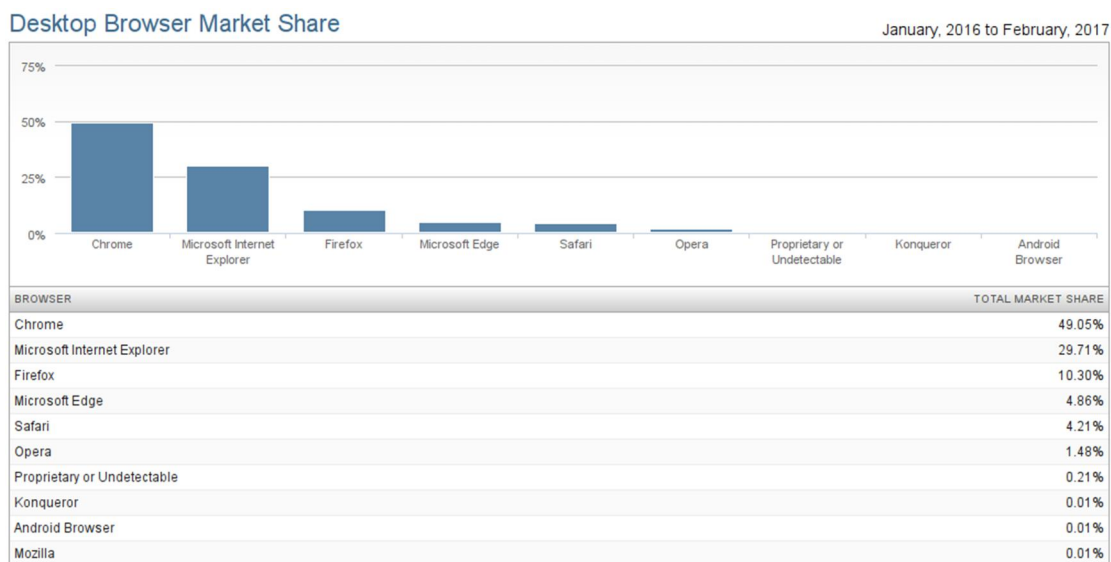 Desktop Browser Market Share
January, 2016 to February, 2017
75%
50%
25%
0%
Chrome
Microsoft Internet
Explorer
Firefox
Microsoft Edge
Safari
Opera
Proprietary or
Undetectable
Konqueror
Android
Browser
BROWSER TOTAL MARKET SHARE
Chrome 49.05%
Microsoft Internet Explorer 29.71%
Firefox 10.30%
Microsoft Edge 4.86%
Safari 4.21%
Opera 1.48%
Proprietary or Undetectable 0.21%
Konqueror 0.01%
Android Browser 0.01%
Mozilla 0.01%